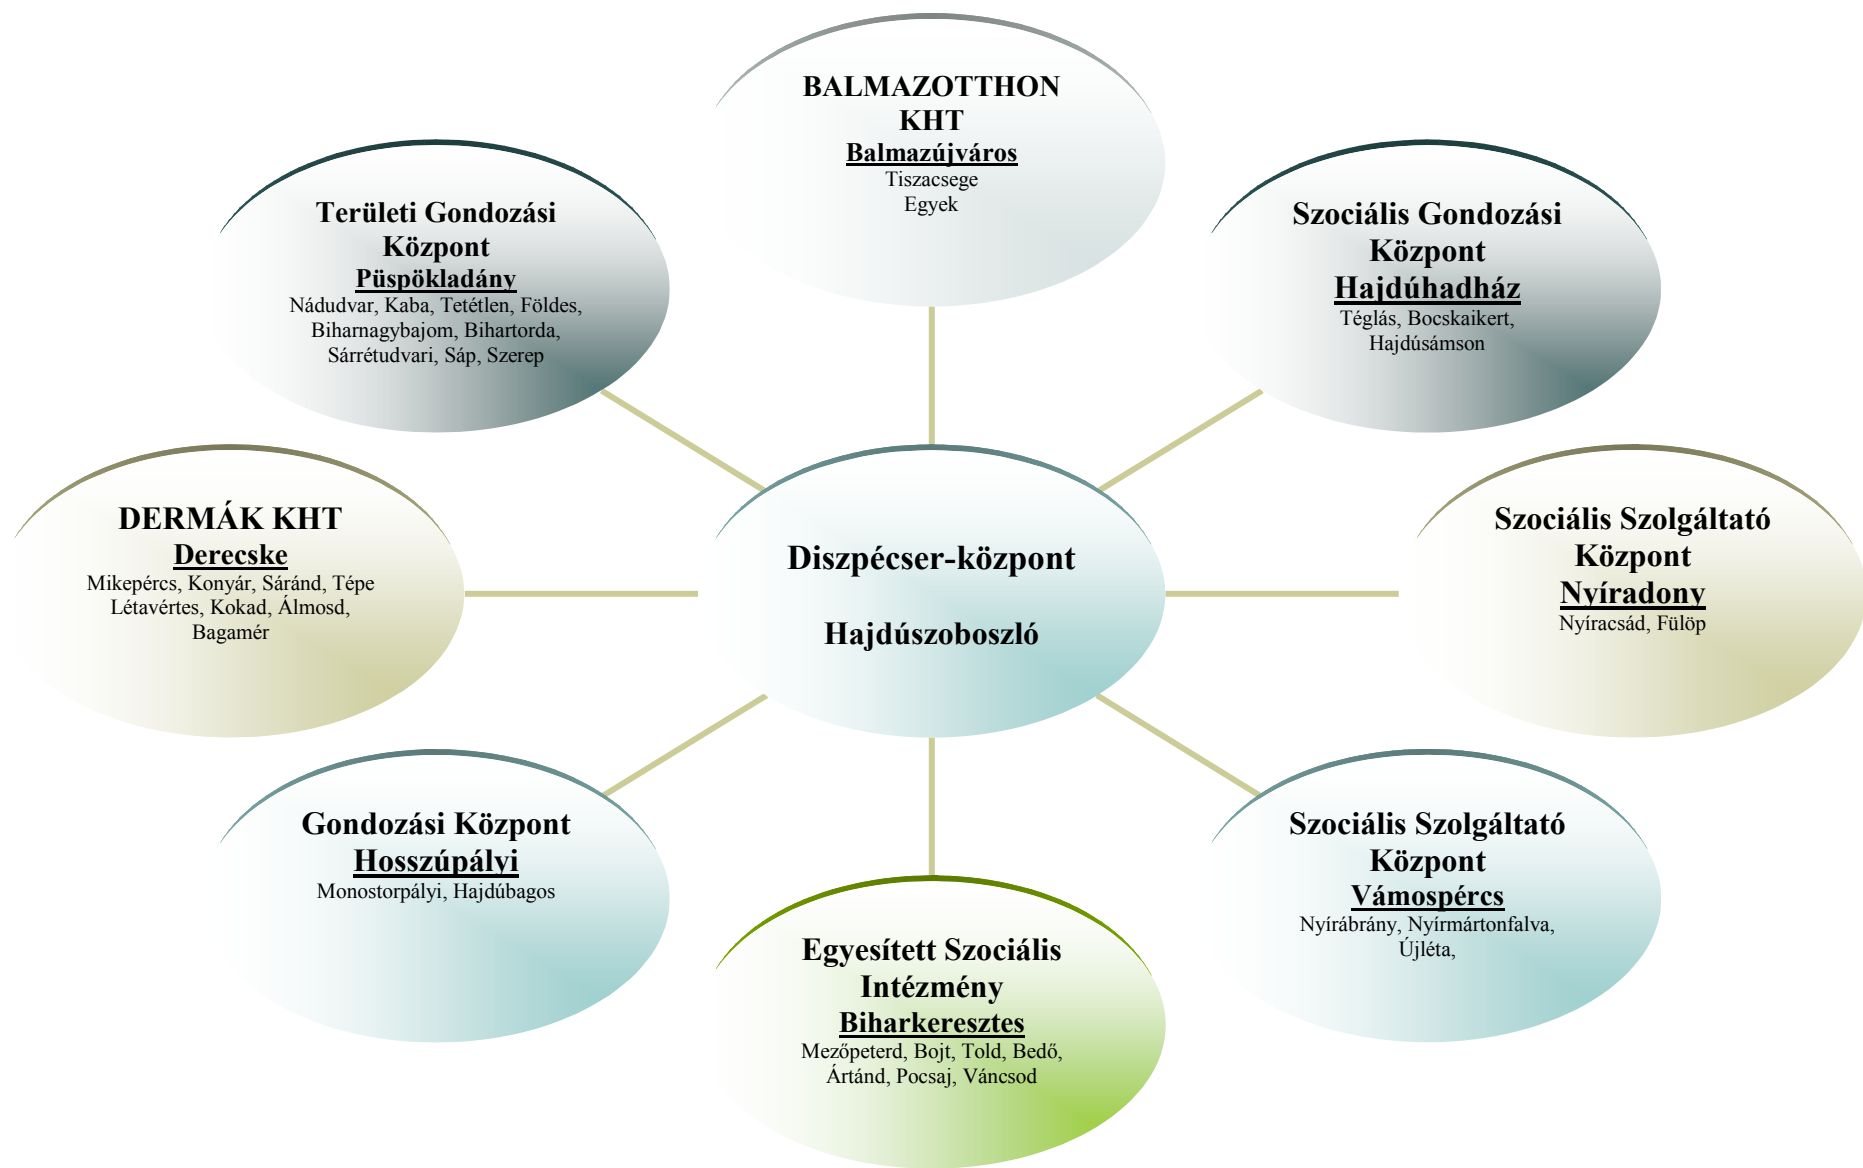 BALMAZOTTHON
KHT
Balmazújváros
Tiszacsege
Egyek
Területi Gondozási
Központ
Püspökladány
Nádudvar, Kaba, Tetétlen, Földes,
Biharnagybajom, Bihartorda,
Sárrétudvari, Sáp, Szerep
Szociális Gondozási
Központ
Hajdúhadház
Téglás, Bocskaikert,
Hajdúsámson
DERMÁK KHT
Derecske
Mikepércs, Konyár, Sáránd, Tépe
Létavértes, Kokad, Álmosd,
Bagamér
Diszpécser-központ
Hajdúszoboszló
Szociális Szolgáltató
Központ
Nyíradony
Nyíracsád, Fülöp
Gondozási Központ
Hosszúpályi
Monostorpályi, Hajdúbagos
Szociális Szolgáltató
Központ
Vámospércs
Nyírábrány, Nyírmártonfalva,
Újléta,
Egyesített Szociális
Intézmény
Biharkeresztes
Mezőpeterd, Bojt, Told, Bedő,
Ártánd, Pocsaj, Váncsod